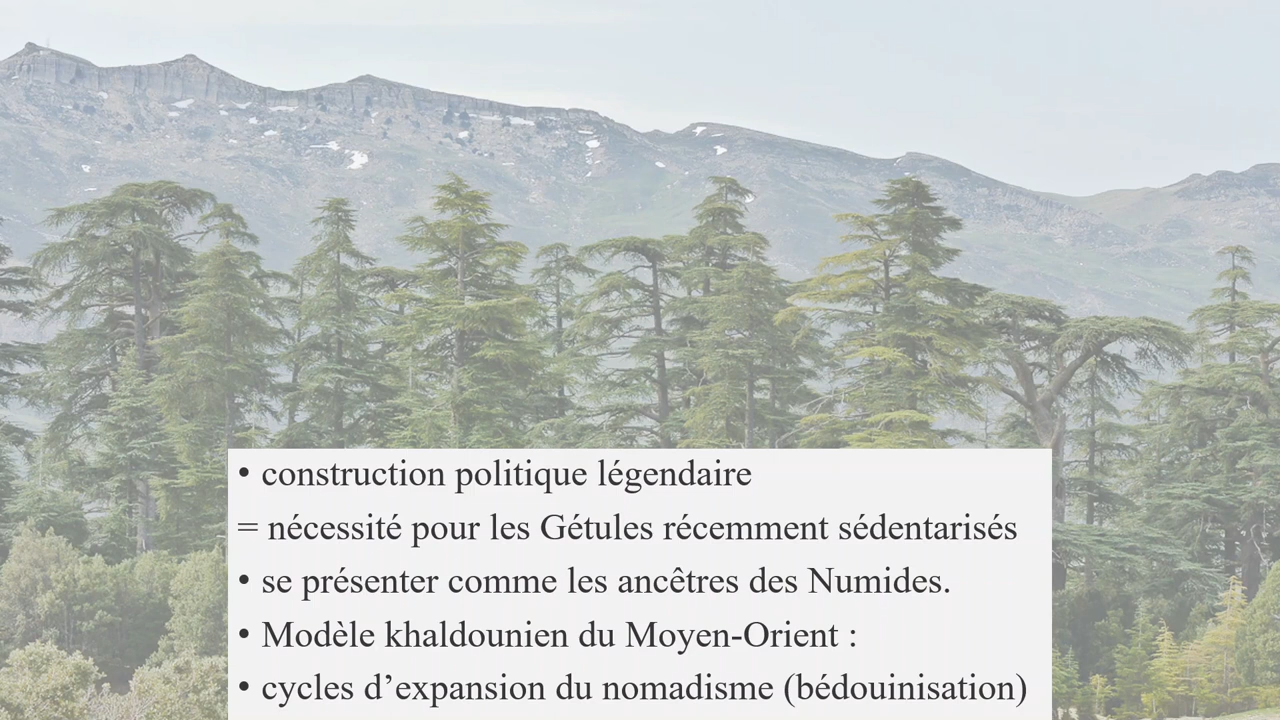 • construction politique légendaire
= nécessité pour les Gétules récemment sédentarisés
• se présenter comme les ancêtres des Numides.
• Modèle khaldounien du Moyen-Orient :
• cycles d’expansion du nomadisme (bédouinisation)